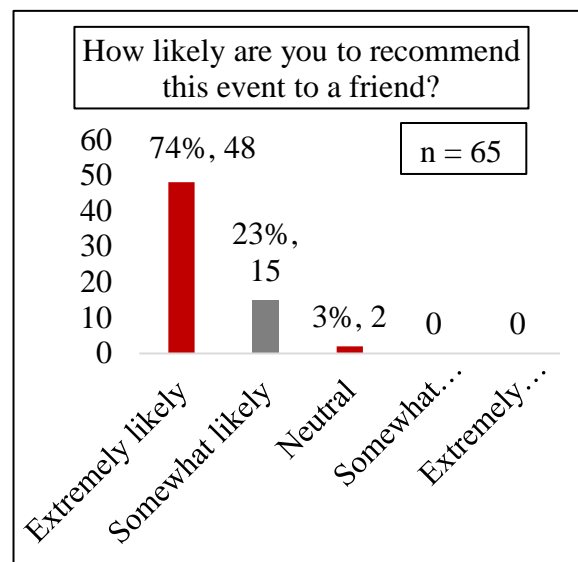 How likely are you to recommend
this event to a friend?
n = 65
60
50
40
30
20
10
0
74%, 48
23%,
15
3%, 2
0
0
Extremely likely
Somewhat likely
Neutral
Somewhat…
Extremely…